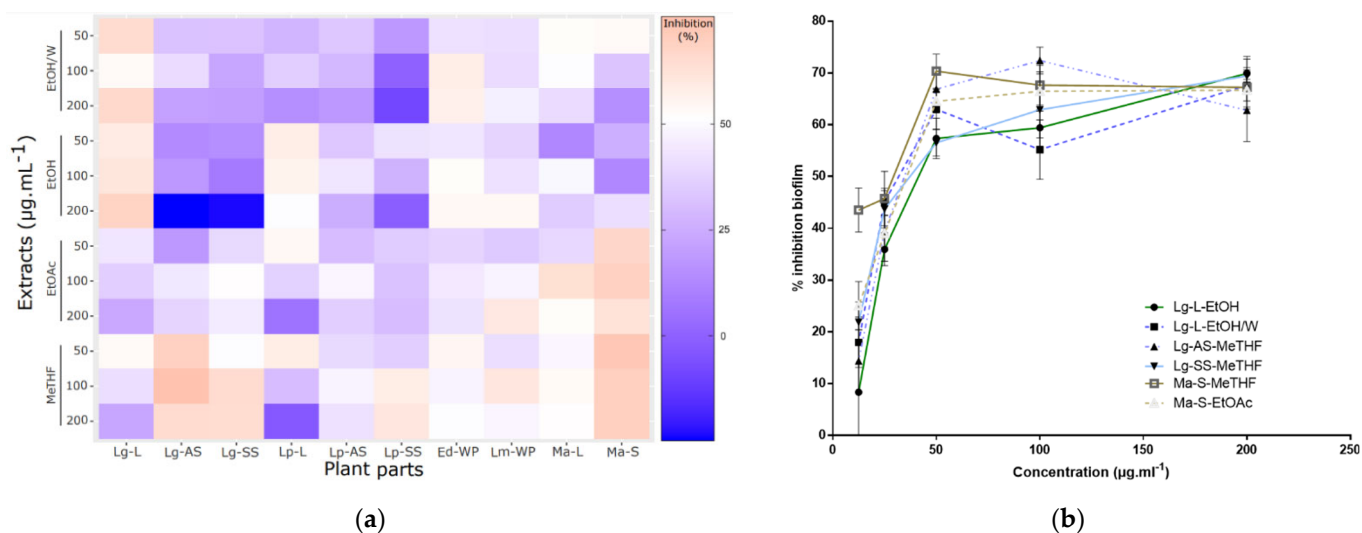 Extracts (µg.mL⁻¹)
EtOH/W
50
100
200
EtOH
50
100
200
EtOAc
50
100
200
MeTHF
50
100
200
Lg-L Lg-AS Lg-SS Lp-L Lp-AS Lp-SS Ed-WP Lm-WP Ma-L Ma-S
Plant parts
Inhibition
(%)
50
25
0
(a)
% inhibition biofilm
80
70
60
50
40
30
20
10
0
0 50 100 150 200 250
Concentration (µg.ml⁻¹)
Lg-L-EtOH
Lg-L-EtOH/W
Lg-AS-MeTHF
Lg-SS-MeTHF
Ma-S-MeTHF
Ma-S-EtOAc
(b)